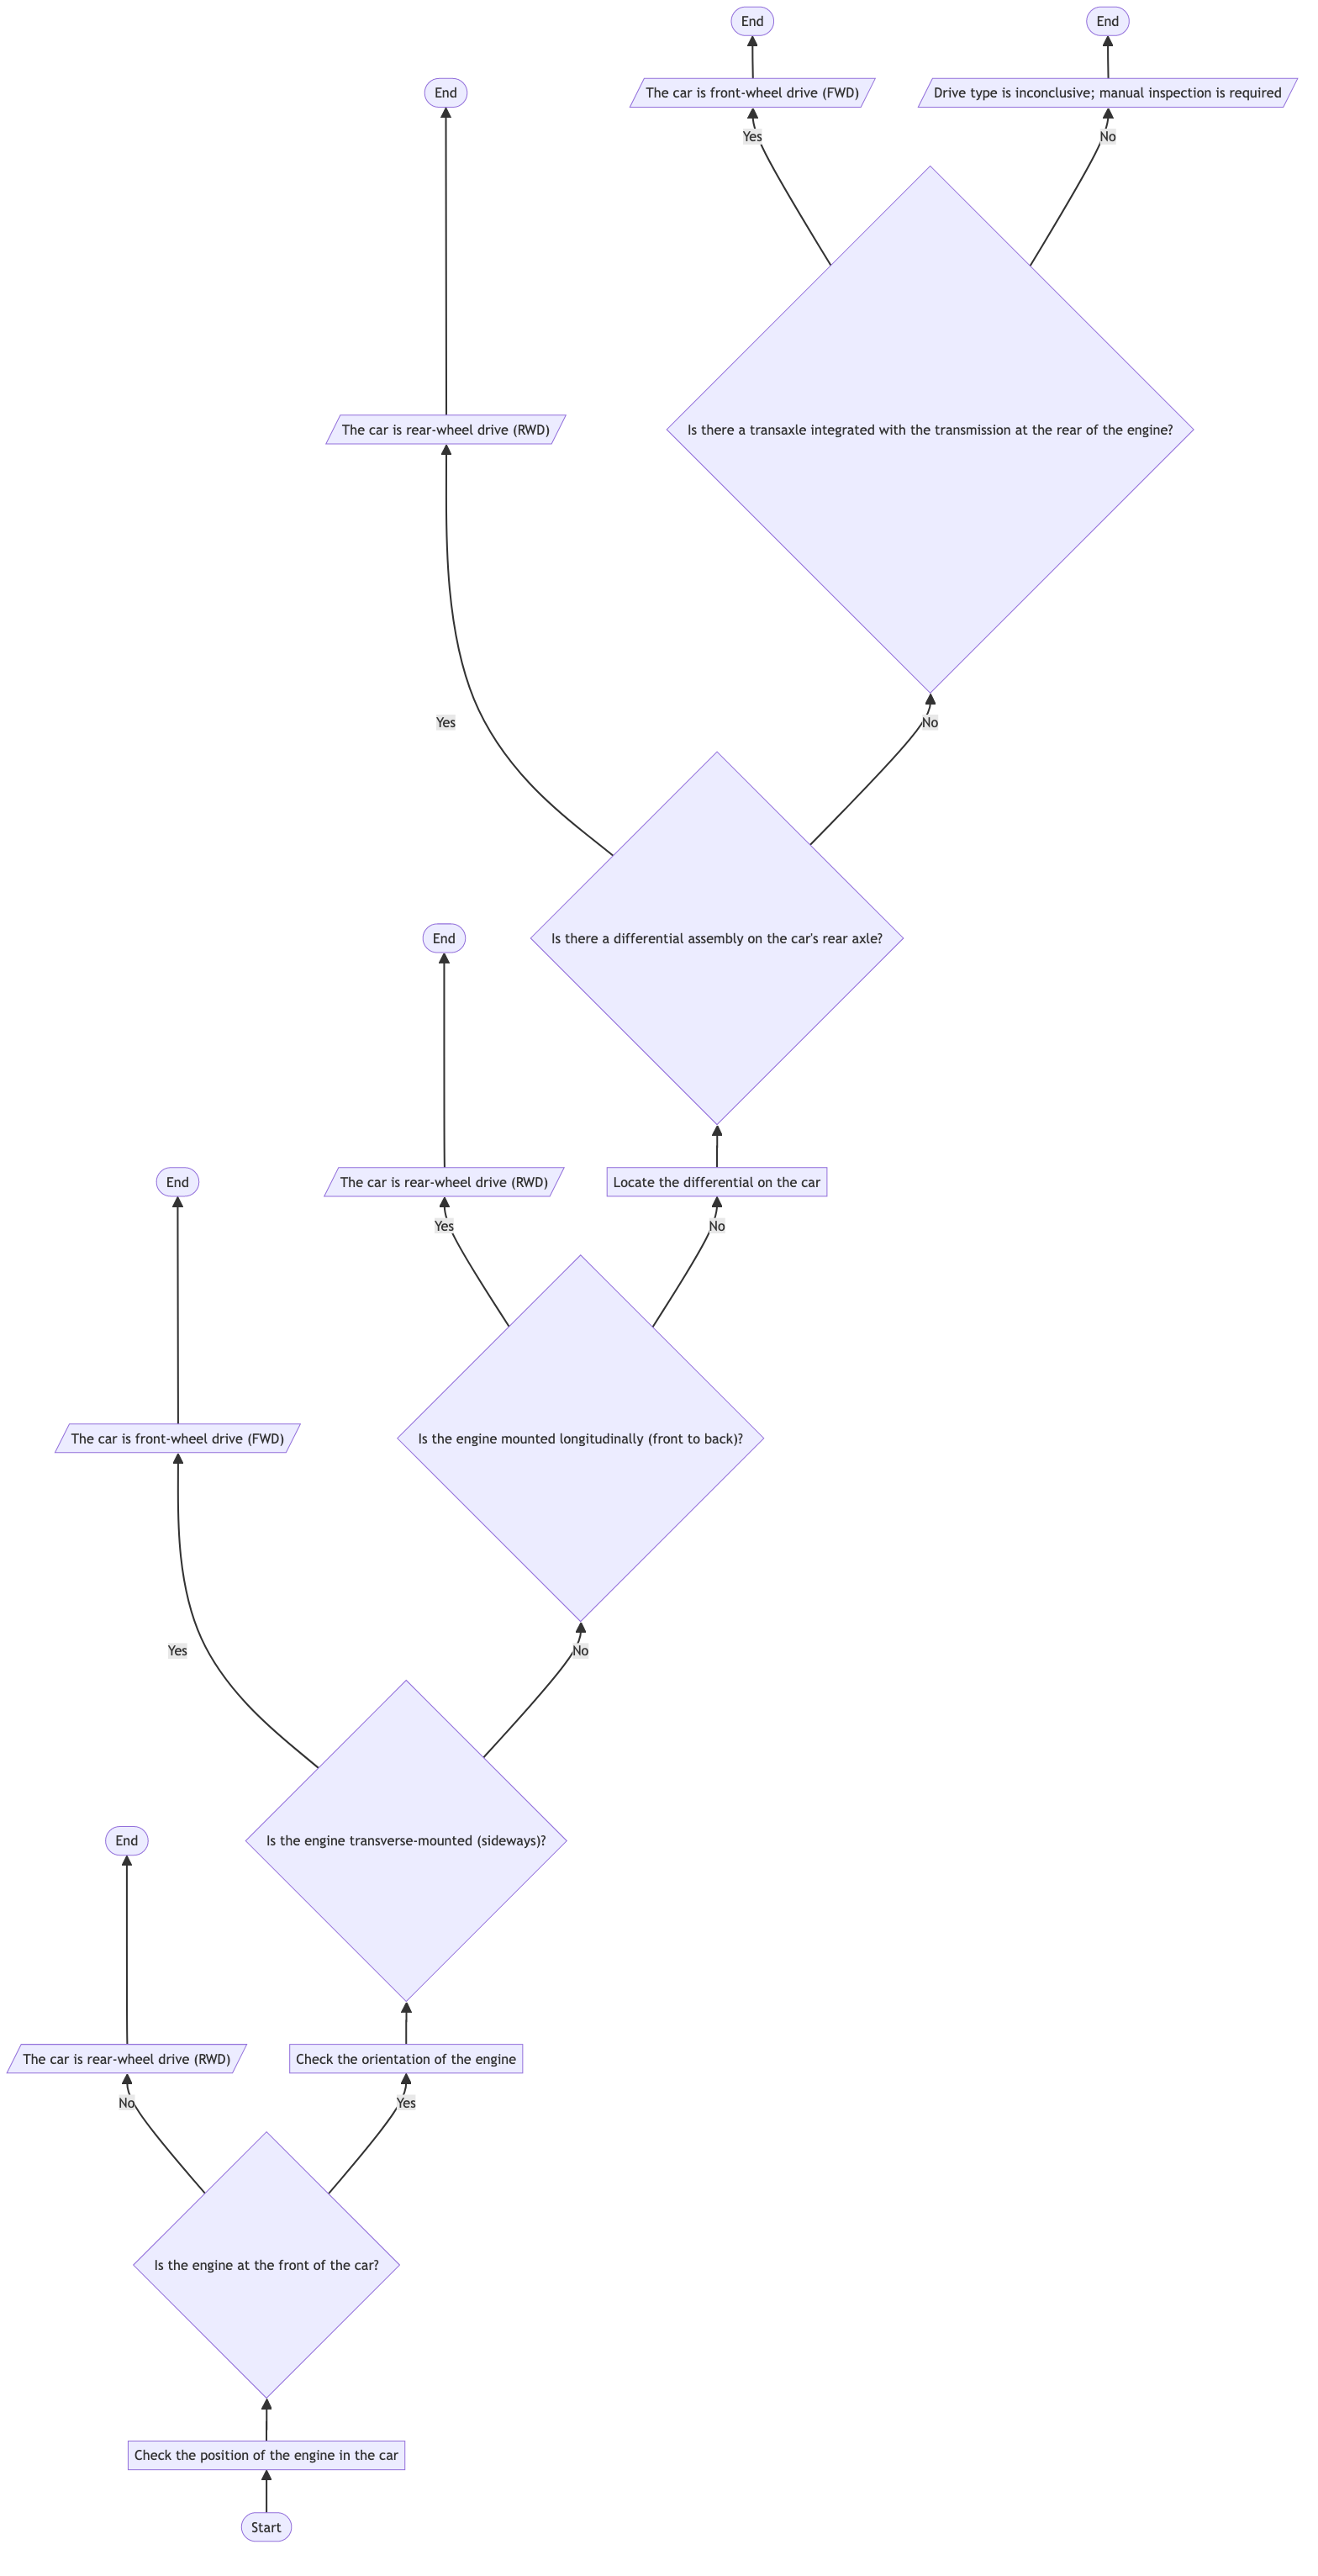 End
End
End
The car is front-wheel drive (FWD)
Drive type is inconclusive; manual inspection is required
Yes
No
The car is rear-wheel drive (RWD)
Is there a transaxle integrated with the transmission at the rear of the engine?
Yes
No
End
Is there a differential assembly on the car's rear axle?
End
The car is rear-wheel drive (RWD)
Locate the differential on the car
Yes
No
The car is front-wheel drive (FWD)
Is the engine mounted longitudinally (front to back)?
Yes
No
End
Is the engine transverse-mounted (sideways)?
The car is rear-wheel drive (RWD)
Check the orientation of the engine
No
Yes
Is the engine at the front of the car?
Check the position of the engine in the car
Start